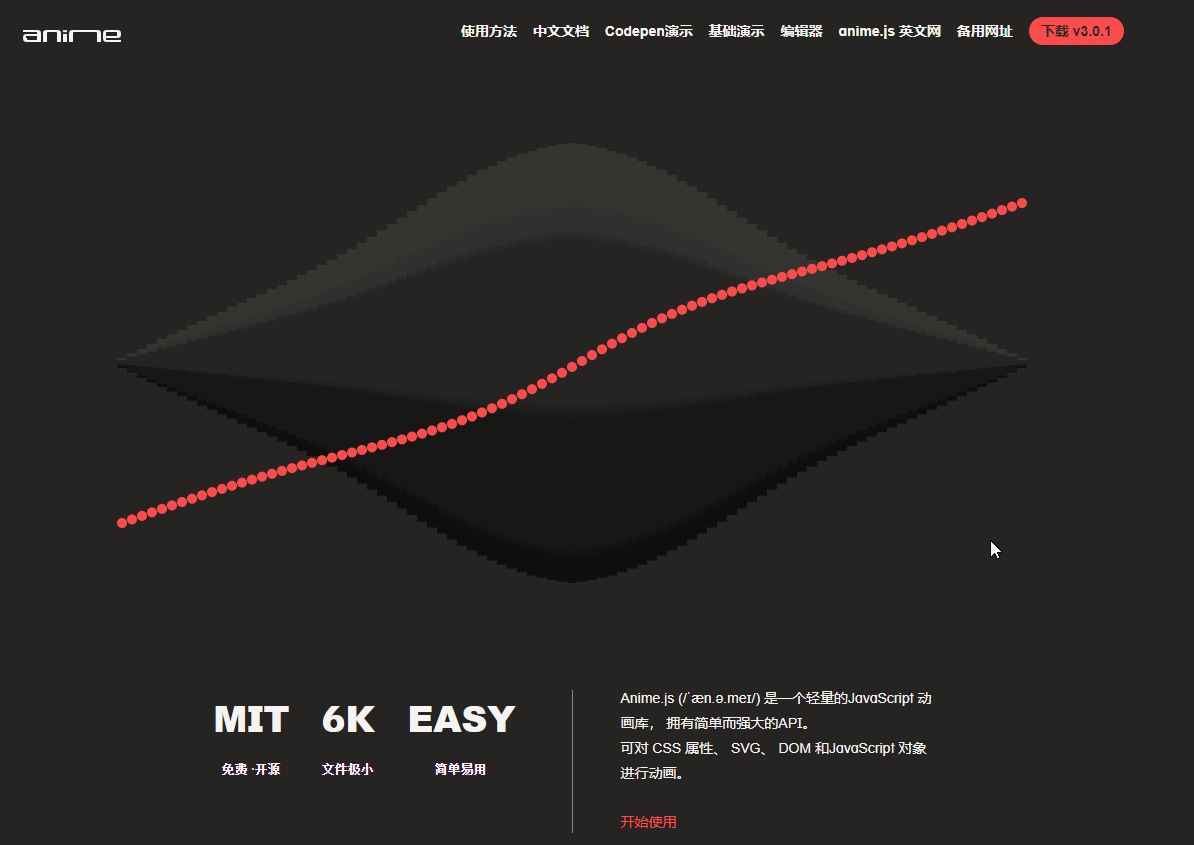 anime
使用方法 中文文档 Codepen演示 基础演示 编辑器 anime.js 英文网 备用网址 下载 v3.0.1
MIT 6K EASY
免费 ·开源 文件极小 简单易用
Anime.js (/ˈæn.ə.meɪ/) 是一个轻量的JavaScript 动
画库， 拥有简单而强大的API。
可对 CSS 属性、 SVG、 DOM 和JavaScript 对象
进行动画。
开始使用